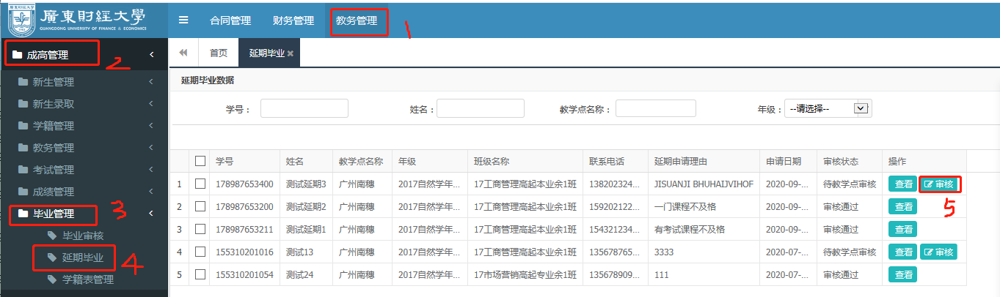 廣東財經大學
GUANGDONG UNIVERSITY OF FINANCE & ECONOMICS
合同管理 财务管理 教务管理
1
成高管理
2
首页 延期毕业
新生管理
新生录取
学籍管理
教务管理
考试管理
成绩管理
毕业管理
3
毕业审核
延期毕业
4
学籍表管理
延期毕业数据
学号： 姓名： 教学点名称： 年级： --请选择--
学号 姓名 教学点名称 年级 班级名称 联系电话 延期申请理由 申请日期 审核状态 操作
1 178987653400 测试延期3 广州南穗 2017自然学年... 17工商管理高起本业余1班 138202324... JISUANJI BHUHAIJVIHOF 2020-09-... 待教学点审核 查看 审核
5
2 178987653200 测试延期2 广州南穗 2017自然学年... 17工商管理高起本业余1班 159202122... 一门课程不及格 2020-09-... 审核通过 查看
3 178987653211 测试延期1 广州南穗 2017自然学年... 17工商管理高起本业余1班 154321234... 有考试课程不及格 2020-09-... 审核通过 查看
4 155310201016 测试13 广州南穗 2017自然学年... 17工商管理高起本业余1班 135678765... 3333 2020-07-... 待教学点审核 查看 审核
5 155310201054 测试24 广州南穗 2017自然学年... 17市场营销高起专业余1班 135678909... 111 2020-07-... 审核通过 查看